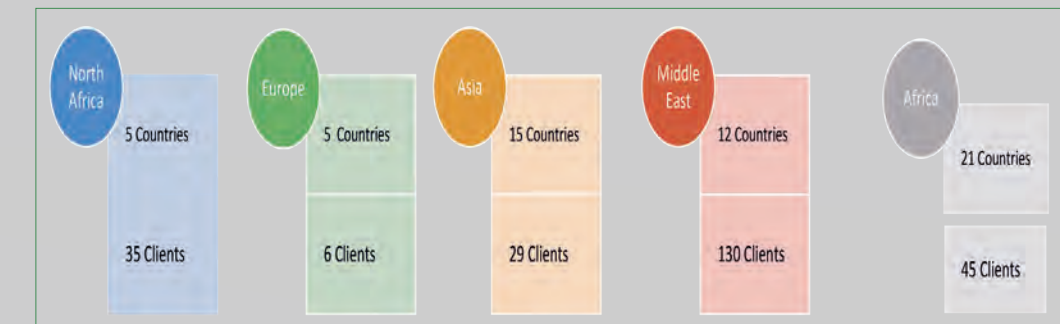 North
Africa
5 Countries
35 Clients
Europe
5 Countries
6 Clients
Asia
15 Countries
29 Clients
Middle
East
12 Countries
130 Clients
Africa
21 Countries
45 Clients